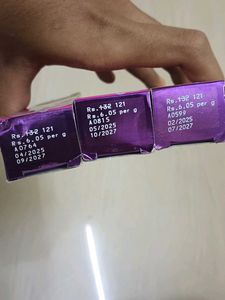 Rs.132 121
Rs.6.05 per g
A0764
04/2025
09/2027
Rs.132 121
Rs.6.05 per g
A0815
05/2025
10/2027
Rs.132 121
Rs.6.05 per g
A0599
02/2025
07/2027